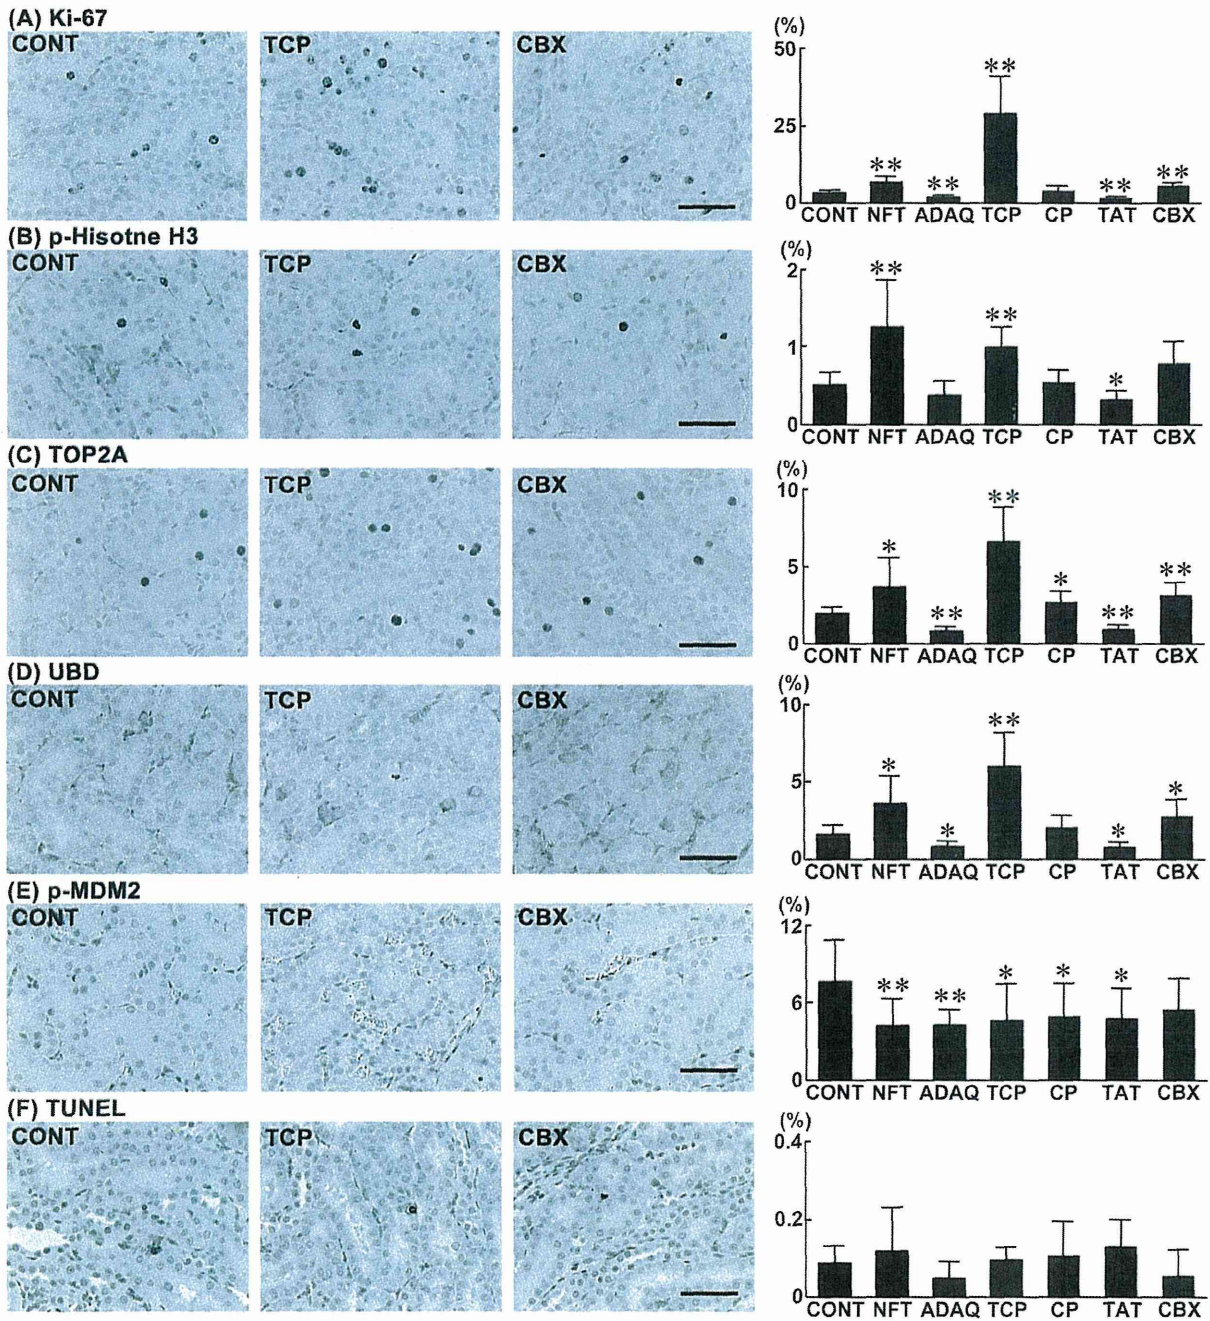 (A) Ki-67
CONT TCP CBX
(%)
50
25
0
** ** ** ** **
CONT NFT ADAQ TCP CP TAT CBX
(B) p-Hisotne H3
CONT TCP CBX
(%)
2
1
0
** ** *
CONT NFT ADAQ TCP CP TAT CBX
(C) TOP2A
CONT TCP CBX
(%)
10
5
0
* ** ** * ** **
CONT NFT ADAQ TCP CP TAT CBX
(D) UBD
CONT TCP CBX
(%)
10
5
0
* * ** * *
CONT NFT ADAQ TCP CP TAT CBX
(E) p-MDM2
CONT TCP CBX
(%)
12
6
0
** ** * * *
CONT NFT ADAQ TCP CP TAT CBX
(F) TUNEL
CONT TCP CBX
(%)
0.4
0.2
0
CONT NFT ADAQ TCP CP TAT CBX